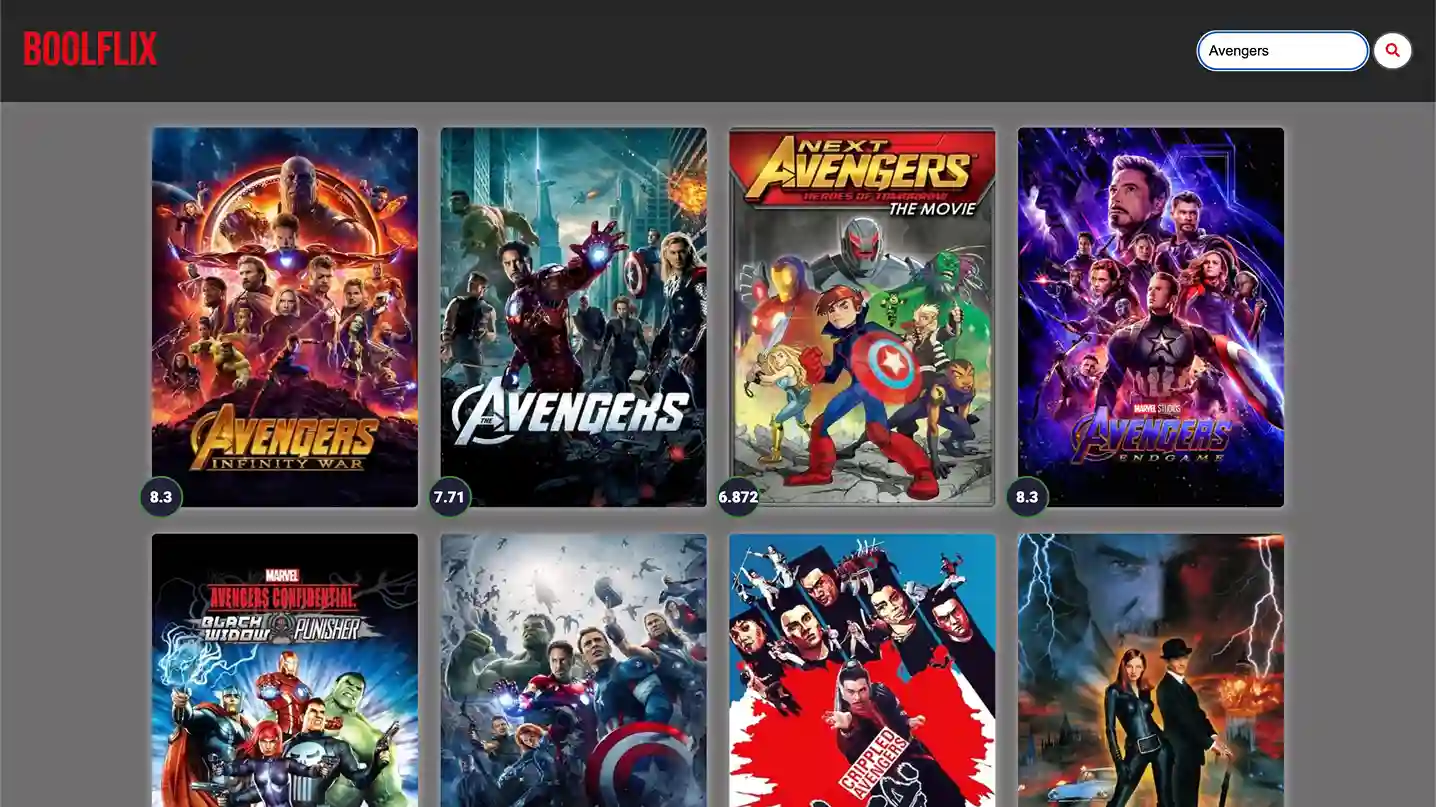 BOOLFLIX
Avengers
AVENGERS
INFINITY WAR
8.3
THE AVENGERS
7.71
NEXT
AVENGERS
HEROES OF TOMORROW
THE MOVIE
6.872
MARVEL STUDIOS
AVENGERS
ENDGAME
8.3
MARVEL
AVENGERS CONFIDENTIAL:
BLACK WIDOW PUNISHER
CRIPPLED
AVENGERS